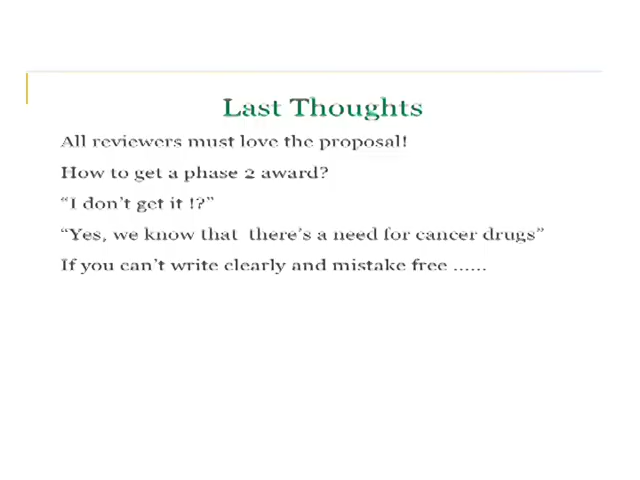 Last Thoughts
All reviewers must love the proposal!
How to get a phase 2 award?
“I don’t get it !?”
“Yes, we know that  there’s a need for cancer drugs”
If you can’t write clearly and mistake free ......